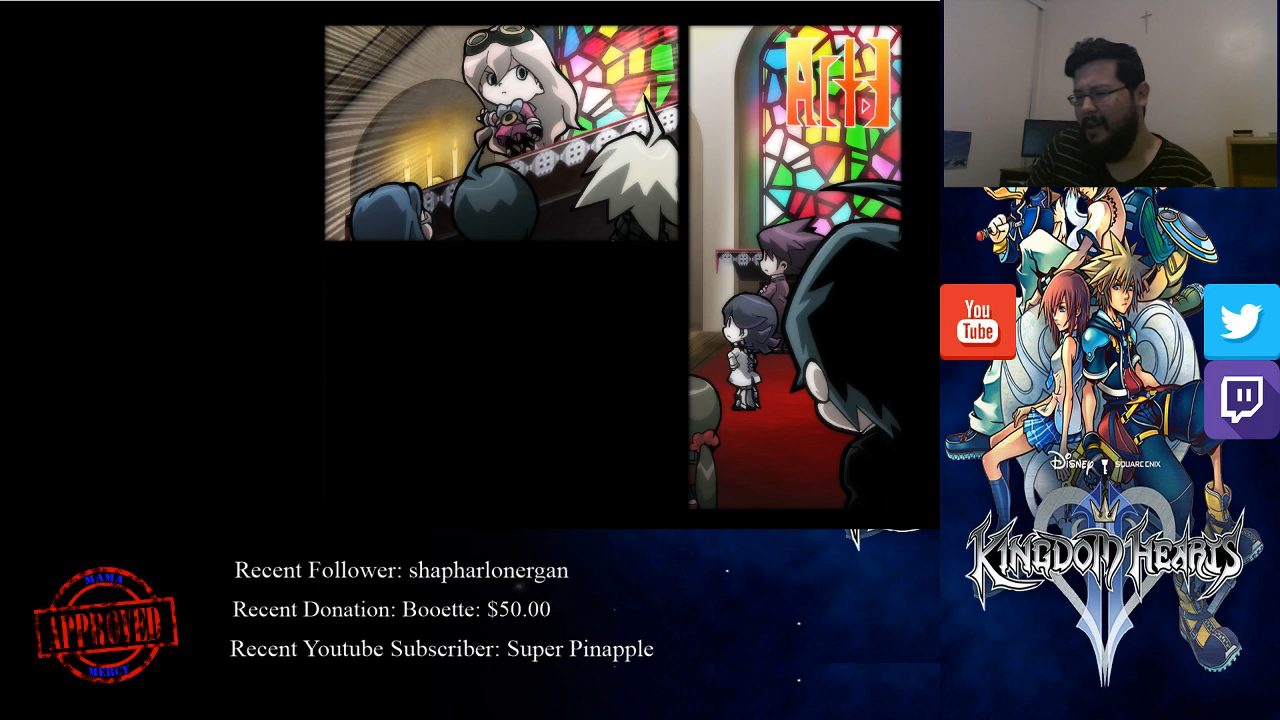 Act 3
You
Tube
Disney SQUARE ENIX
KINGDOM HEARTS
II
Recent Follower: shapharlonergan
Recent Donation: Booette: $50.00
Recent Youtube Subscriber: Super Pinapple
MAMA
APPROVED
MERCY